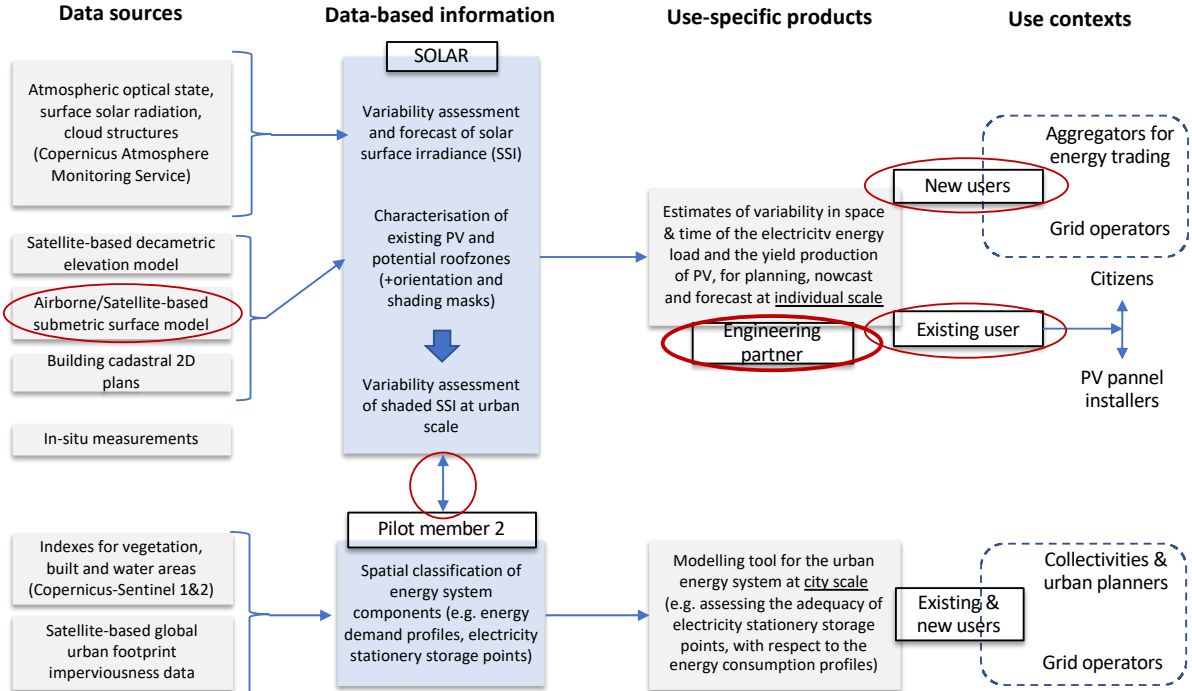 Data sources
Data-based information
Use-specific products
Use contexts
Atmospheric optical state,
surface solar radiation,
cloud structures
(Copernicus Atmosphere
Monitoring Service)
Satellite-based decametric
elevation model
Airborne/Satellite-based
submetric surface model
Building cadastral 2D
plans
In-situ measurements
Indexes for vegetation,
built and water areas
(Copernicus-Sentinel 1&2)
Satellite-based global
urban footprint
imperviousness data
SOLAR
Variability assessment
and forecast of solar
surface irradiance (SSI)
Characterisation of
existing PV and
potential roofzones
(+orientation and
shading masks)
Variability assessment
of shaded SSI at urban
scale
Pilot member 2
Spatial classification of
energy system
components (e.g. energy
demand profiles, electricity
stationery storage points)
Estimates of variability in space
& time of the electricity energy
load and the yield production
of PV, for planning, nowcast
and forecast at individual scale
Engineering
partner
Modelling tool for the urban
energy system at city scale
(e.g. assessing the adequacy of
electricity stationery storage
points, with respect to the
energy consumption profiles)
New users
Aggregators for
energy trading
Grid operators
Existing user
Citizens
PV pannel
installers
Existing &
new users
Collectivities &
urban planners
Grid operators